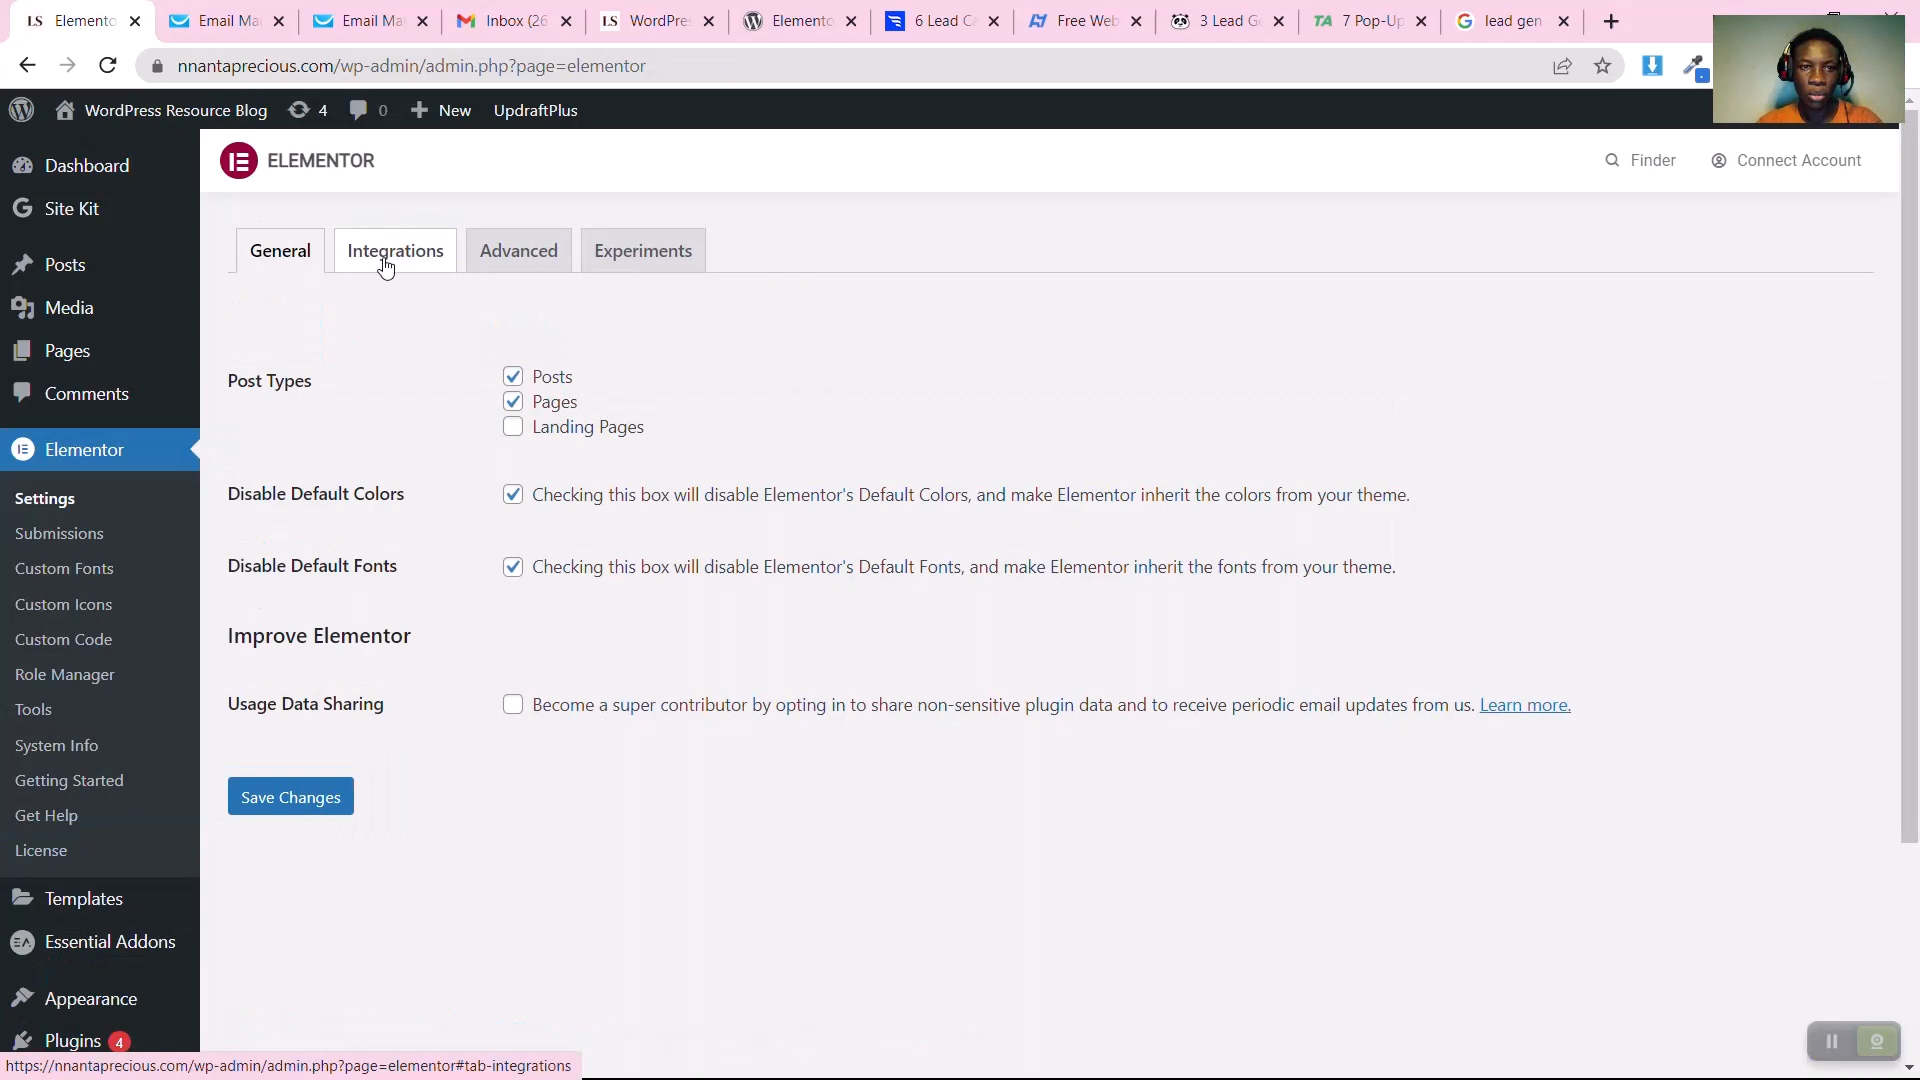 LS Elemento
Email Ma
Email Ma
Inbox (26
LS WordPres
Elemento
6 Lead Ca
Free Web
3 Lead Ge
TA 7 Pop-Up
lead gen
nnantaprecious.com/wp-admin/admin.php?page=elementor
WordPress Resource Blog 4 0 New UpdraftPlus
ELEMENTOR
Finder
Connect Account
Dashboard
Site Kit
Posts
Media
Pages
Comments
Elementor
Settings
Submissions
Custom Fonts
Custom Icons
Custom Code
Role Manager
Tools
System Info
Getting Started
Get Help
License
Templates
Essential Addons
Appearance
Plugins 4
General
Integrations
Advanced
Experiments
Post Types
Posts
Pages
Landing Pages
Disable Default Colors
Checking this box will disable Elementor's Default Colors, and make Elementor inherit the colors from your theme.
Disable Default Fonts
Checking this box will disable Elementor's Default Fonts, and make Elementor inherit the fonts from your theme.
Improve Elementor
Usage Data Sharing
Become a super contributor by opting in to share non-sensitive plugin data and to receive periodic email updates from us. Learn more.
Save Changes
https://nnantaprecious.com/wp-admin/admin.php?page=elementor#tab-integrations